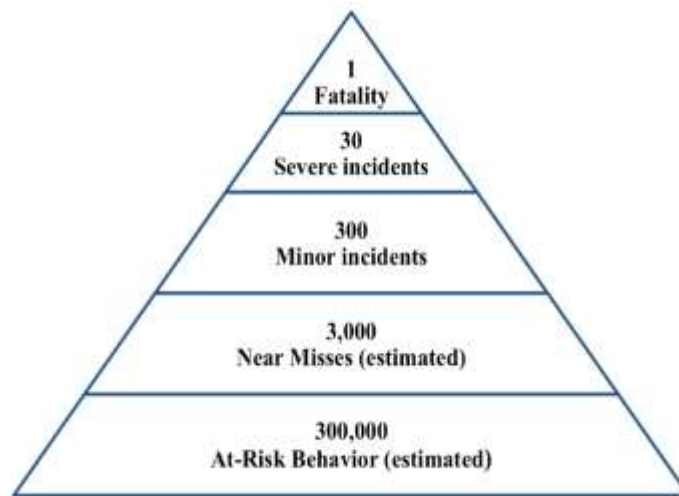 1
Fatality
30
Severe incidents
300
Minor incidents
3,000
Near Misses (estimated)
300,000
At-Risk Behavior (estimated)